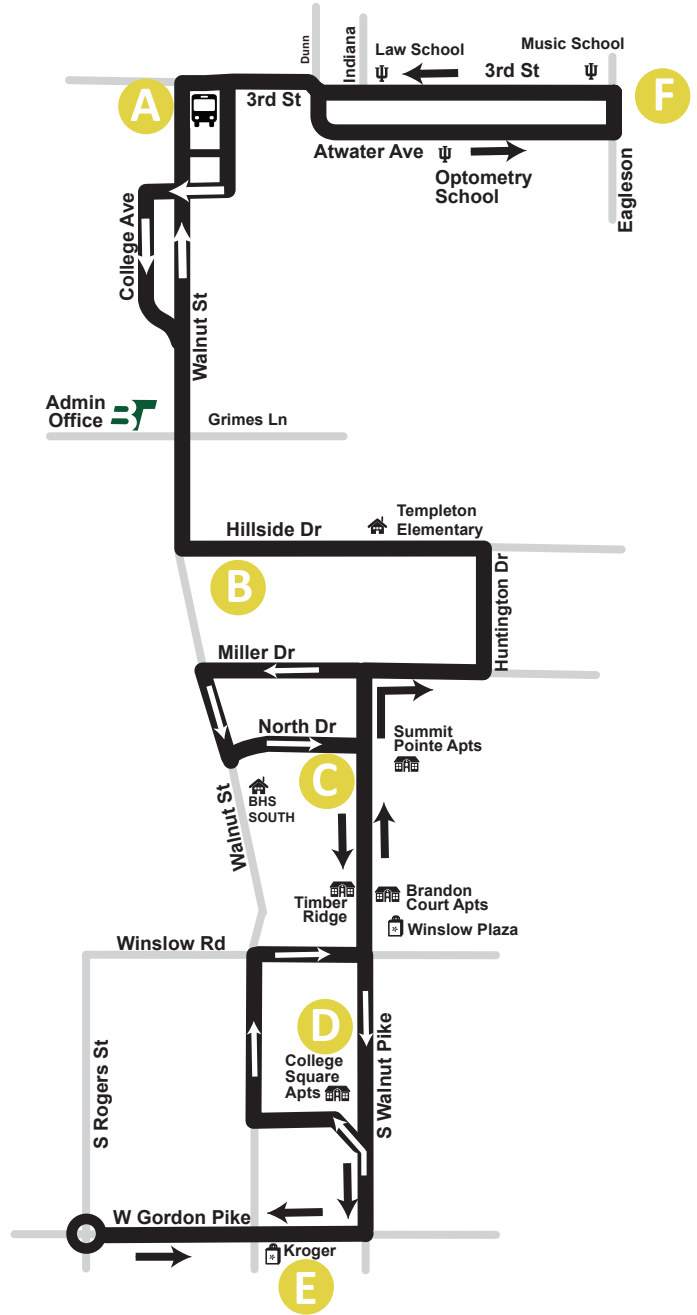 Dunn
Indiana
Law School
Music School
3rd St
A
3rd St
F
Atwater Ave
Optometry
School
Eagleson
College Ave
Walnut St
Admin
Office
BT
Grimes Ln
Templeton
Elementary
Hillside Dr
B
Huntington Dr
Miller Dr
North Dr
Summit
Pointe Apts
C
Walnut St
BHS
SOUTH
Timber
Ridge
Brandon
Court Apts
Winslow Plaza
Winslow Rd
D
College
Square
Apts
S Walnut Pike
S Rogers St
W Gordon Pike
Kroger
E